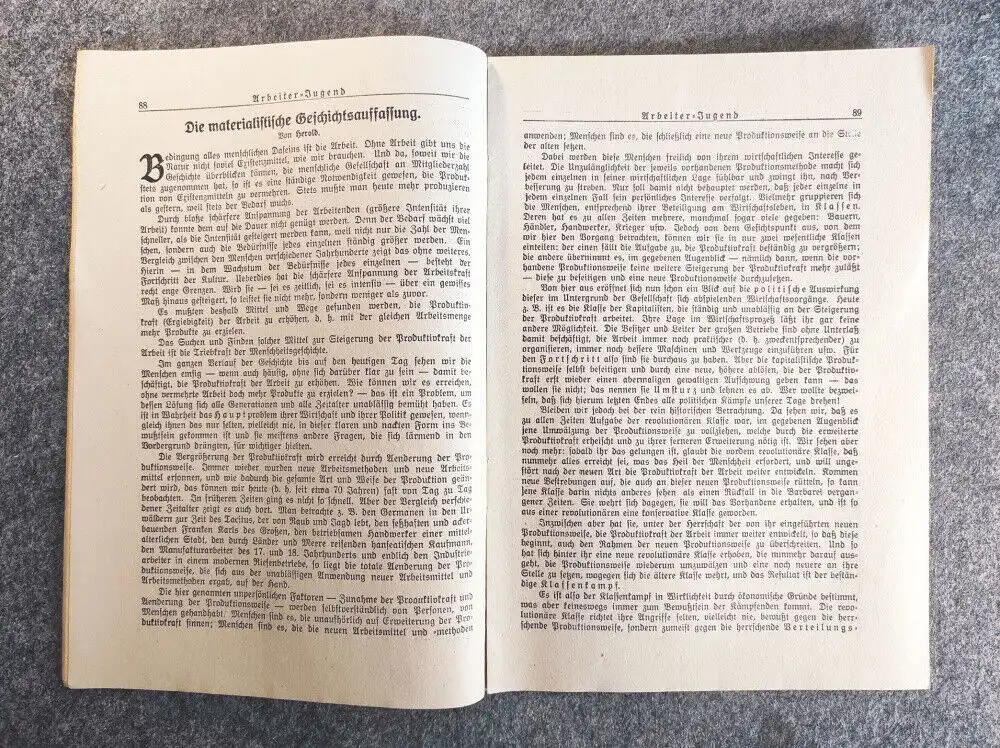 88
Arbeiter-Jugend
Die materialistische Geschichtsauffassung.
Von Herold.
Bedingung alles menschlichen Daseins ist die Arbeit. Ohne Arbeit gibt uns die
Natur nicht soviel Existenzmittel, wie wir brauchen. Und da, soweit wir die
Geschichte überblicken können, die menschliche Gesellschaft an Mitgliederzahl
stets zugenommen hat, so ist es eine ständige Notwendigkeit gewesen, die Produk-
tion von Existenzmitteln zu vermehren. Stets mußte man heute mehr produzieren
als gestern, weil stets der Bedarf wuchs.
Durch bloße schärfere Anspannung der Arbeitenden (größere Intensität ihrer
Arbeit) konnte dem auf die Dauer nicht genügt werden. Denn der Bedarf wächst viel
schneller, als die Intensität gesteigert werden kann, weil nicht nur die Zahl der Men-
schen, sondern auch die Bedürfnisse jedes einzelnen ständig größer werden. Ein
Vergleich zwischen den Menschen verschiedener Jahrhunderte zeigt das ohne weiteres.
Hierin — in dem Wachstum der Bedürfnisse jedes einzelnen — besteht der
Fortschritt der Kultur. Ueberdies hat die schärfere Anspannung der Arbeitskraft
recht enge Grenzen. Wird sie — sei es zeitlich, sei es intensiv — über ein gewisses
Maß hinaus gesteigert, so leistet sie nicht mehr, sondern weniger als zuvor.
Es mußten deshalb Mittel und Wege gefunden werden, die Produktiv-
kraft (Ergiebigkeit) der Arbeit zu erhöhen, d. h. mit der gleichen Arbeitsmenge
mehr Produkte zu erzielen.
Das Suchen und Finden solcher Mittel zur Steigerung der Produktivkraft der
Arbeit ist die Triebkraft der Menschheitsgeschichte.
Im ganzen Verlauf der Geschichte bis auf den heutigen Tag sehen wir die
Menschen emsig — wenn auch häufig, ohne sich darüber klar zu sein — damit be-
schäftigt, die Produktivkraft der Arbeit zu erhöhen. Wie können wir es erreichen,
ohne vermehrte Arbeit doch mehr Produkte zu erzielen? — das ist das Problem, um
dessen Lösung sich alle Generationen und alle Zeitalter unablässig bemüht haben. Es
ist in Wahrheit das Hauptproblem ihrer Wirtschaft und ihrer Politik gewesen, wenn-
gleich ihnen das nur selten, vielleicht nie, in dieser klaren und nackten Form ins Be-
wußtsein gekommen ist und sie meistens andere Fragen, die sich lärmend in den
Vordergrund drängten, für wichtiger hielten.
Die Vergrößerung der Produktivkraft wird erreicht durch Aenderung der Pro-
duktionsweise. Immer wieder wurden neue Arbeitsmethoden und neue Arbeits-
mittel ersonnen, und wie dadurch die gesamte Art und Weise der Produktion geän-
dert wird, das können wir heute (d. h. seit etwa 70 Jahren) fast von Tag zu Tag
beobachten. In früheren Zeiten ging es nicht so schnell. Aber der Vergleich verschie-
dener Zeitalter zeigt es auch dort. Man betrachte z. B. den Germanen in den Ur-
wäldern zur Zeit des Tacitus, der von Raub und Jagd lebt, den seßhaften und acker-
bauenden Franken Karls des Großen, den betriebsamen Handwerker einer mittel-
alterlichen Stadt, den durch Länder und Meere reisenden hanseatischen Kaufmann,
den Manufakturarbeiter des 17. und 18. Jahrhunderts und endlich den Industrie-
arbeiter in einem modernen Riesenbetriebe, so liegt die totale Aenderung der Pro-
duktionsweise, die sich aus der unablässigen Anwendung neuer Arbeitsmittel und
Arbeitsmethoden ergab, auf der Hand.
Die hier genannten unpersönlichen Faktoren — Zunahme der Produktivkraft und
Aenderung der Produktionsweise — werden selbstverständlich von Personen, von
Menschen gehandhabt. Menschen sind es, die unaufhörlich auf Erweiterung der Pro-
duktivkraft sinnen; Menschen sind es, die die neuen Arbeitsmittel und -methoden
Arbeiter-Jugend
89
anwenden; Menschen sind es, die schließlich eine neue Produktionsweise an die Stelle
der alten setzen.
Dabei werden diese Menschen freilich von ihrem wirtschaftlichen Interesse ge-
leitet. Die Unzulänglichkeit der jeweils vorhandenen Produktionsmethode macht sich
jedem einzelnen in seiner wirtschaftlichen Lage fühlbar und zwingt ihn, nach Ver-
besserung zu streben. Nur soll damit nicht behauptet werden, daß jeder einzelne in
jedem einzelnen Fall sein persönliches Interesse verfolgt. Vielmehr gruppieren sich
die Menschen, entsprechend ihrer Beteiligung am Wirtschaftsleben, in Klassen.
Deren hat es zu allen Zeiten mehrere, manchmal sogar viele gegeben: Bauern,
Händler, Handwerker, Krieger usw. Jedoch von dem Gesichtspunkt aus, von dem
wir hier den Vorgang betrachten, können wir sie in nur zwei wesentliche Klassen
einteilen: der einen fällt die Aufgabe zu, die Produktivkraft beständig zu vergrößern;
die andere übernimmt es, im gegebenen Augenblick — nämlich dann, wenn die vor-
handene Produktionsweise keine weitere Steigerung der Produktivkraft mehr zuläßt
— diese zu beseitigen und eine neue Produktionsweise durchzusetzen.
Von hier aus eröffnet sich nun schon ein Blick auf die politische Auswirkung
dieser im Untergrund der Gesellschaft sich abspielenden Wirtschaftsvorgänge. Heute
z. B. ist es die Klasse der Kapitalisten, die ständig und unablässig an der Steigerung
der Produktivkraft arbeitet. Ihre Lage im Wirtschaftsprozeß läßt ihr gar keine
andere Möglichkeit. Die Besitzer und Leiter der großen Betriebe sind ohne Unterlaß
damit beschäftigt, die Arbeit immer noch praktischer (d. h. zweckentsprechender) zu
organisieren, immer noch bessere Maschinen und Werkzeuge einzuführen usw. Für
den Fortschritt also sind sie durchaus zu haben. Aber die kapitalistische Produk-
tionsweise selbst beseitigen und durch eine neue, höhere ablösen, die der Produktiv-
kraft erst wieder einen abermaligen gewaltigen Aufschwung geben kann — das
wollen sie nicht; das nennen sie Umsturz und lehnen es ab. Wer wollte bezwei-
feln, daß sich hierum letzten Endes alle politischen Kämpfe unserer Tage drehen!
Bleiben wir jedoch bei der rein historischen Betrachtung. Da sehen wir, daß es
zu allen Zeiten Aufgabe der revolutionären Klasse war, im gegebenen Augenblick
jene Umwälzung der Produktionsweise zu vollziehen, welche durch die erweiterte
Produktivkraft erheischt und zu ihrer ferneren Erweiterung nötig ist. Wir sehen aber
noch mehr: sobald ihr das gelungen, ist glaubt die vordem revolutionäre Klasse, daß
nunmehr alles erreicht sei, was das Heil der Menschheit erfordert, und will unge-
stört nach der neuen Art die Produktivkraft der Arbeit weiter entwickeln. Kommen
neue Bestrebungen auf, die auch an dieser neuen Produktionsweise rütteln, so kann
jene Klasse darin nichts anderes sehen als einen Rückfall in die Barbarei vergan-
gener Zeiten. Sie wehrt sich dagegen, sie will das Vorhandene erhalten, und so ist
aus einer revolutionären eine konservative Klasse geworden.
Inzwischen aber hat sie, unter der Herrschaft der von ihr eingeführten neuen
Produktionsweise, die Produktivkraft der Arbeit immer weiter entwickelt, so daß diese
beginnt, auch den Rahmen der neuen Produktionsweise zu überschreiten. Und so
hat sich hinter ihr eine neue revolutionäre Klasse erhoben, die nunmehr darauf aus-
geht, die Produktionsweise wiederum umzuwälzen und eine noch neuere an ihre
Stelle zu setzen, wogegen sich die ältere Klasse wehrt, und das Resultat ist der bestän-
dige Klassenkampf.
Es ist also der Klassenkampf in Wirklichkeit durch ökonomische Gründe bestimmt,
was aber keineswegs immer zum Bewußtsein der Kämpfenden kommt. Die revo-
lutionäre Klasse richtet ihre Angriffe selten, vielleicht nie, bewußt gegen die herr-
schende Produktionsweise, sondern zumeist gegen die herrschende Verteilungs-